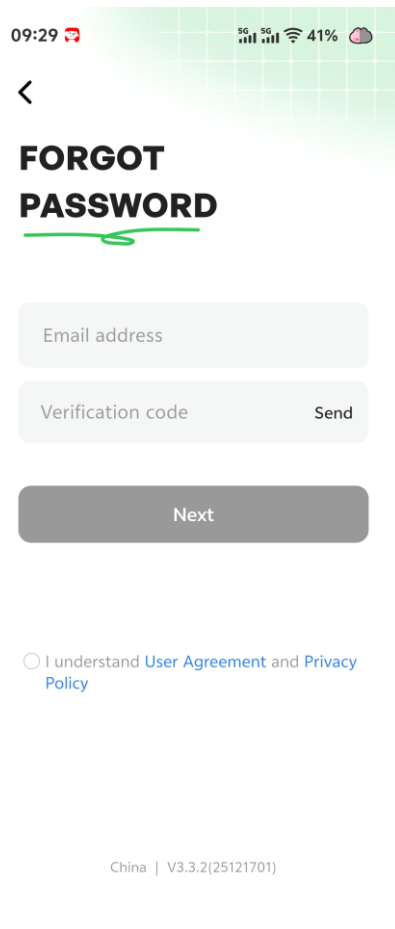 09:29 5G 5G 41%
FORGOT
PASSWORD
Email address
Verification code Send
Next
I understand User Agreement and Privacy
Policy
China | V3.3.2(25121701)